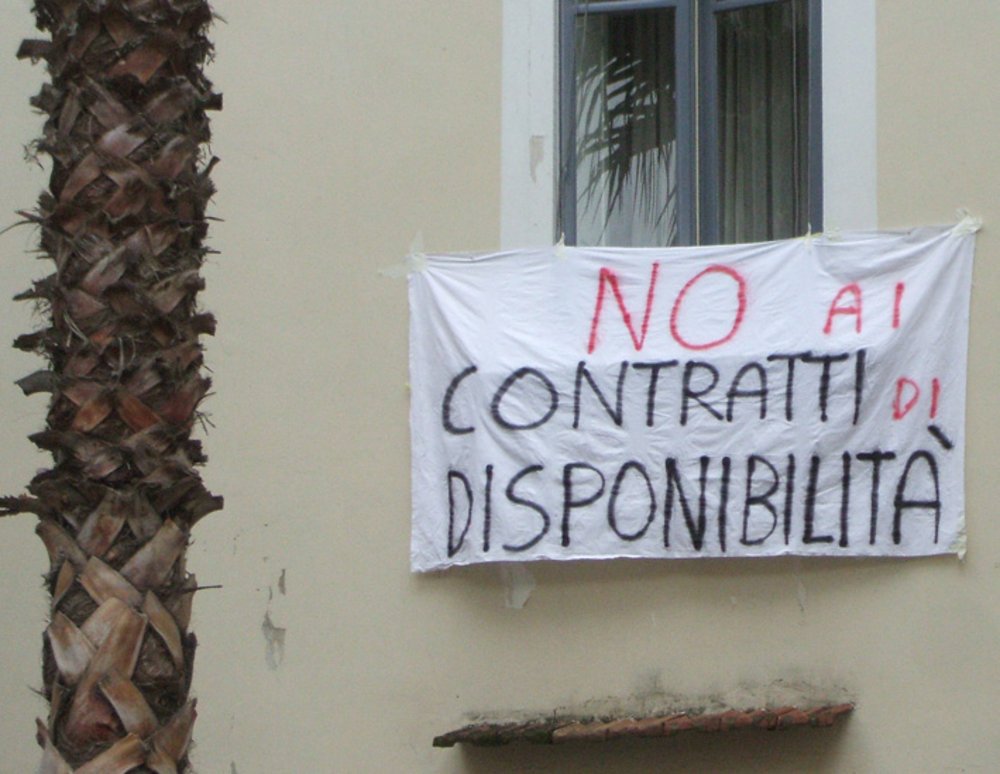 NO AI
CONTRATTI DI
DISPONIBILITÀ